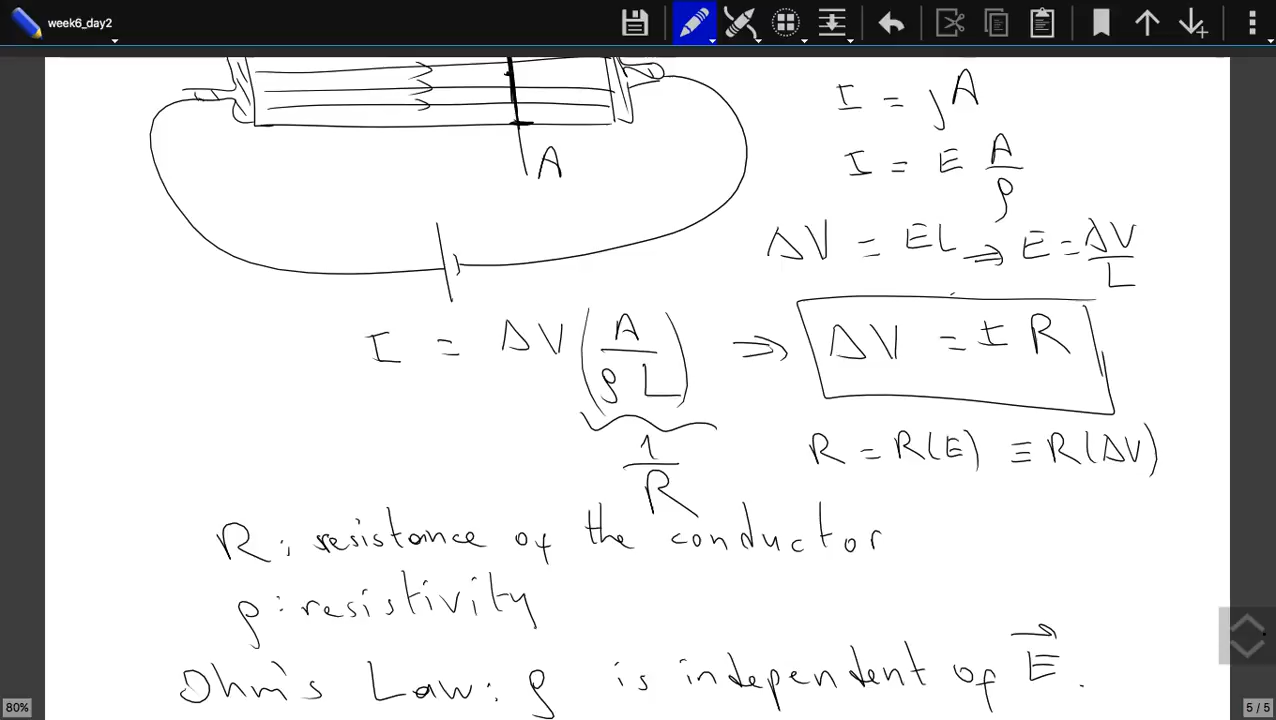 week6_day2
I = jA
A
I = E A/ρ
ΔV = EL ⇒ E = ΔV/L
I = ΔV (A/ρL) ⇒ ΔV = IR
1/R
R = R(E) ≡ R(ΔV)
R: resistance of the conductor
ρ: resistivity
Ohm's Law: ρ is independent of E⃗.
80%
5 / 5